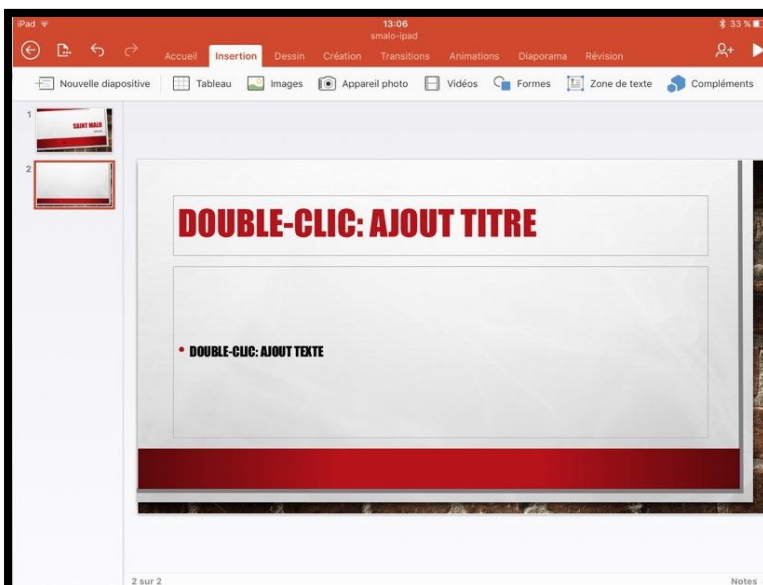 iPad 13:06 33 %
smalo-ipad
Accueil Insertion Dessin Création Transitions Animations Diaporama Révision
Nouvelle diapositive Tableau Images Appareil photo Vidéos Formes Zone de texte Compléments
1
SAINT MALO
2
DOUBLE-CLIC: AJOUT TITRE
• DOUBLE-CLIC: AJOUT TEXTE
2 sur 2 Notes